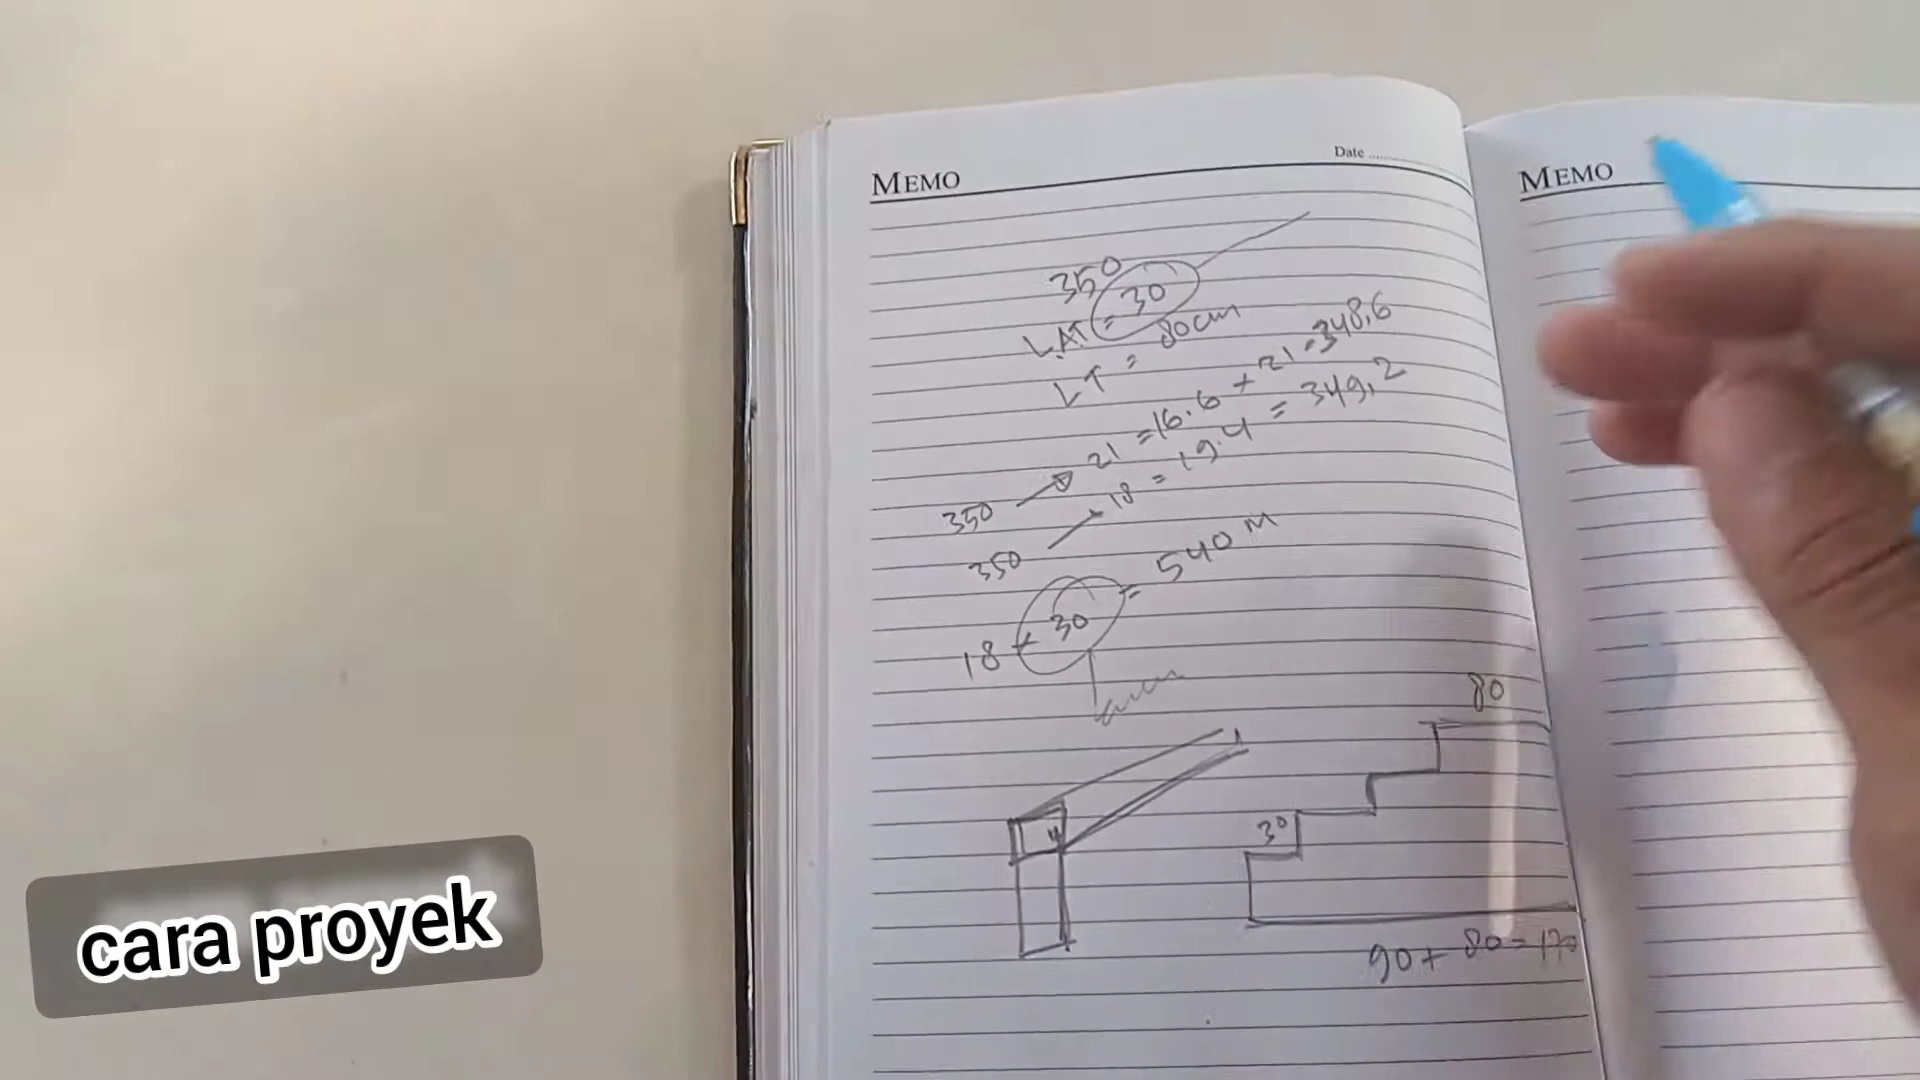 MEMO Date
350
LAT = 30
LT = 80cm
350 → 21 = 16.6 + 21 = 348,6
350 → 18 = 19.4 = 349,2
18 × 30 = 540 M
80
30
90 + 80 = 170
MEMO
cara proyek